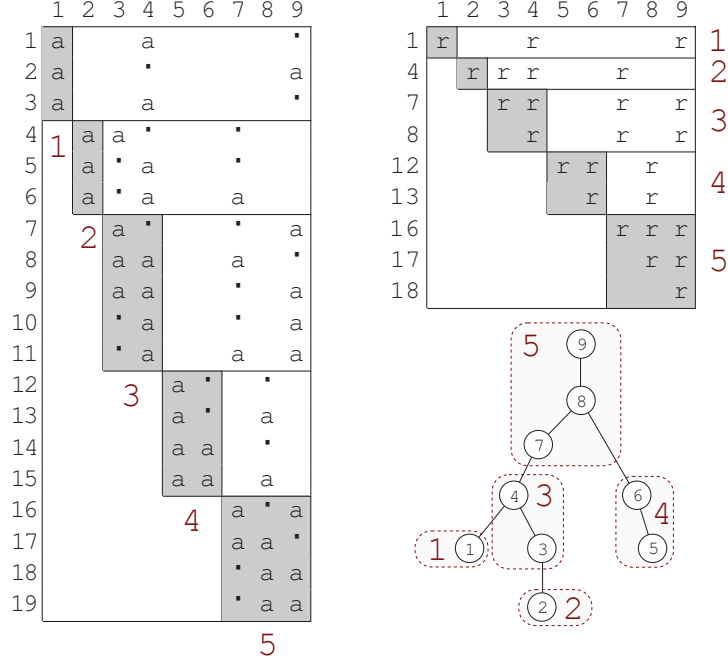 1 2 3 4 5 6 7 8 9
1 a a ·
2 a · a
3 a a ·
4 a a · ·
5 a · a ·
6 a · a a
7 a · · a
8 a a a ·
9 a a · a
10 · a · a
11 · a a a
12 a · ·
13 a · a
14 a a ·
15 a a a
16 a · a
17 a a ·
18 · a a
19 · a a
1
2
3
4
5
1 2 3 4 5 6 7 8 9
1 r r r 1
4 r r r r 2
7 r r r r
8 r r r
3
12 r r r
13 r r
4
16 r r r
17 r r
18 r
5
5 9
8
7
4 3 6 4
1 1 3 5
2 2